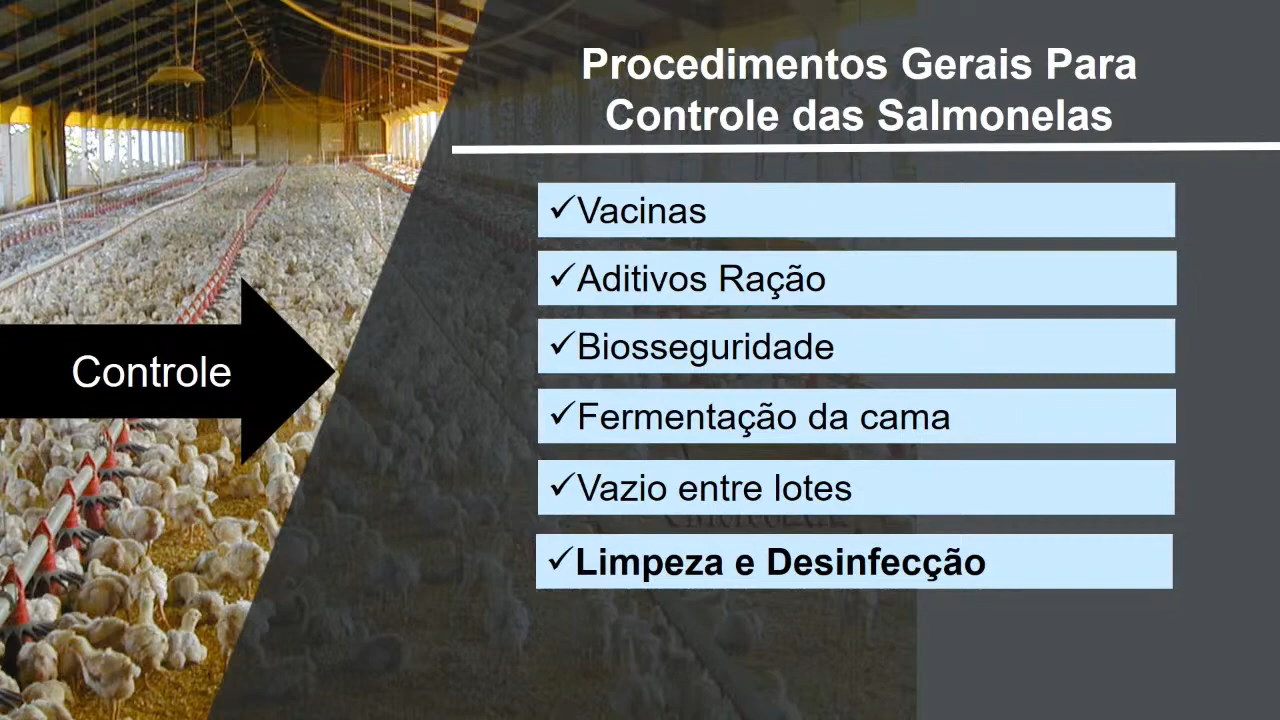 Procedimentos Gerais Para
Controle das Salmonelas
✓Vacinas
✓Aditivos Ração
✓Biosseguridade
Controle
✓Fermentação da cama
✓Vazio entre lotes
✓Limpeza e Desinfecção